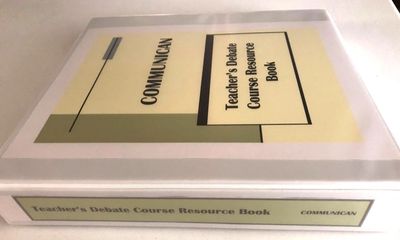 COMMUNICAN
Teacher's Debate
Course Resource
Book
Teacher's Debate Course Resource Book
COMMUNICAN